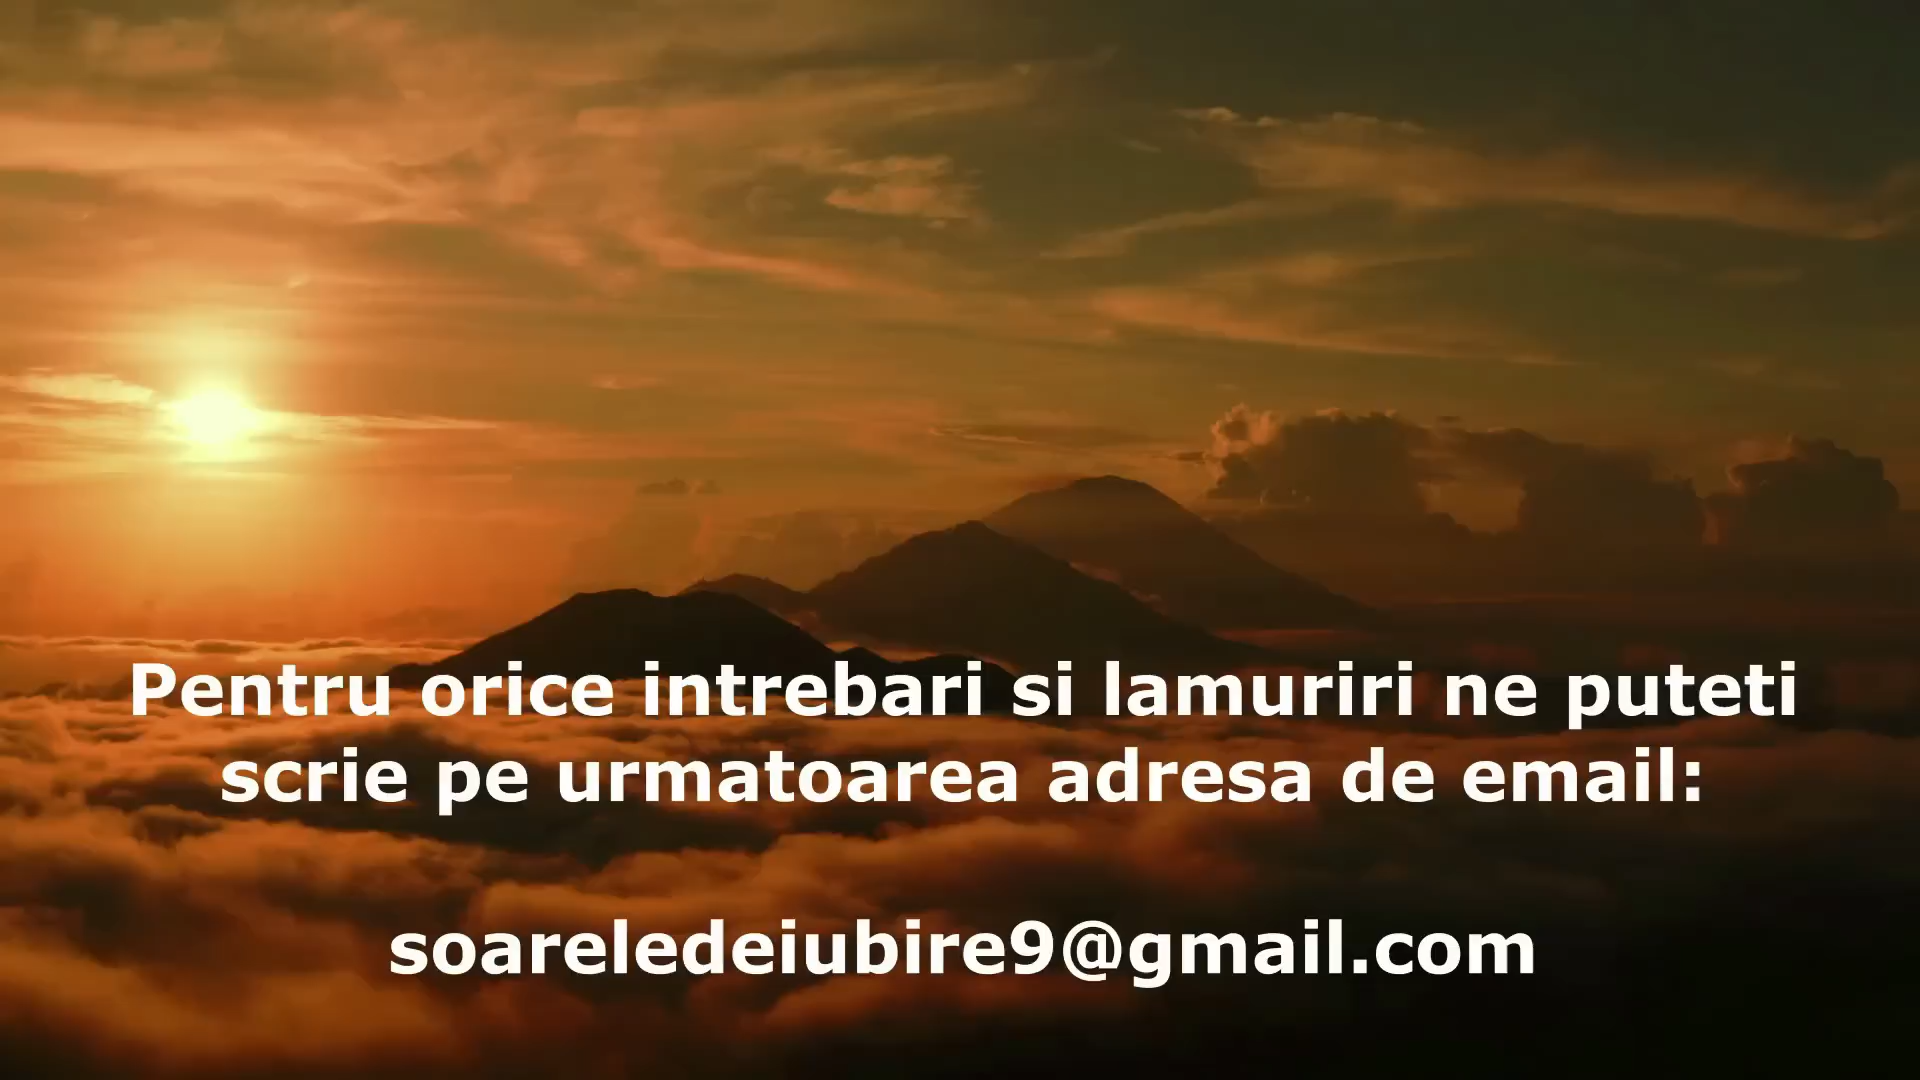 Pentru orice intrebari si lamuriri ne puteti
scrie pe urmatoarea adresa de email:
soareledeiubire9@gmail.com